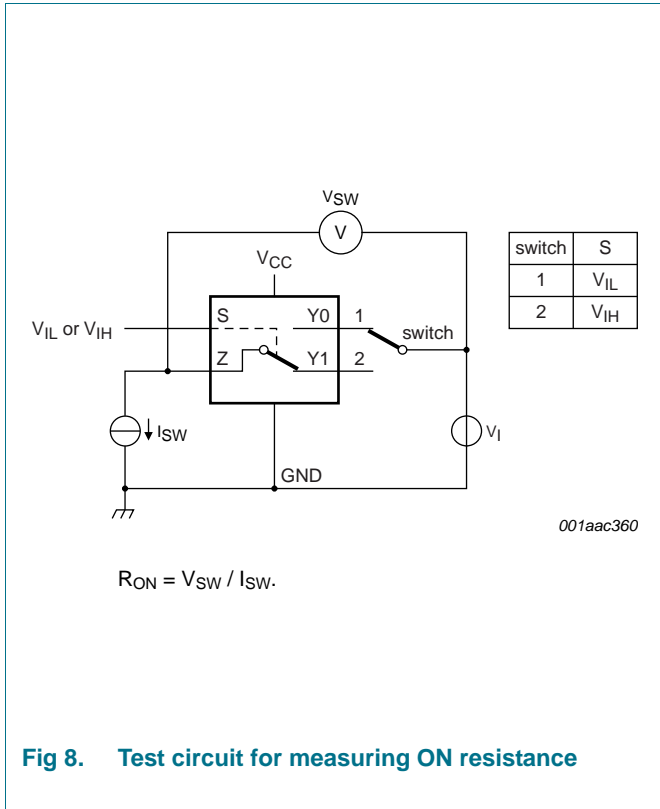 VSW
V
VCC
switch S
1 VIL
2 VIH
VIL or VIH
S Y0 1
switch
Z Y1 2
ISW
VI
GND
001aac360
RON = VSW / ISW.
Fig 8. Test circuit for measuring ON resistance